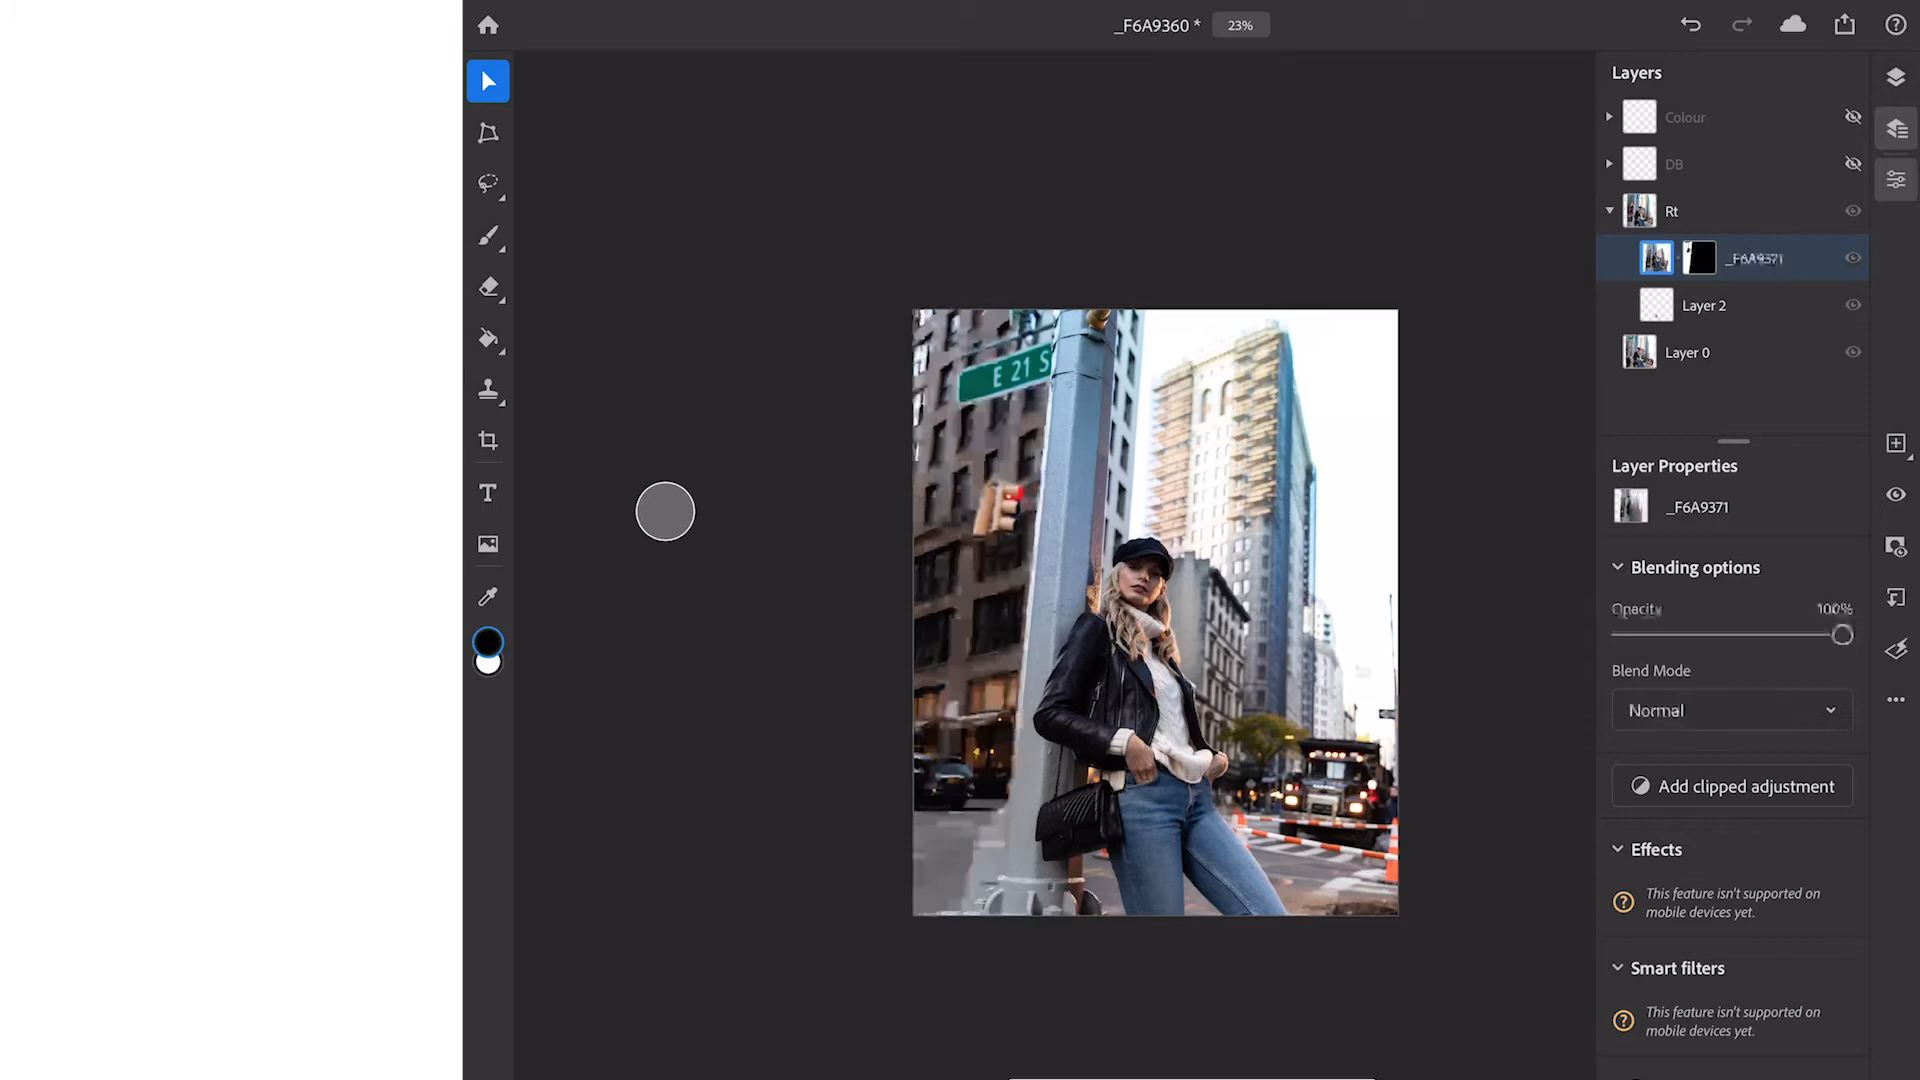 _F6A9360 *
23%
Layers
Colour
DB
Rt
_F6A9371
Layer 2
Layer 0
Layer Properties
_F6A9371
Blending options
Opacity
100%
Blend Mode
Normal
Add clipped adjustment
Effects
This feature isn't supported on
mobile devices yet.
Smart filters
This feature isn't supported on
mobile devices yet.
T
E 21 S